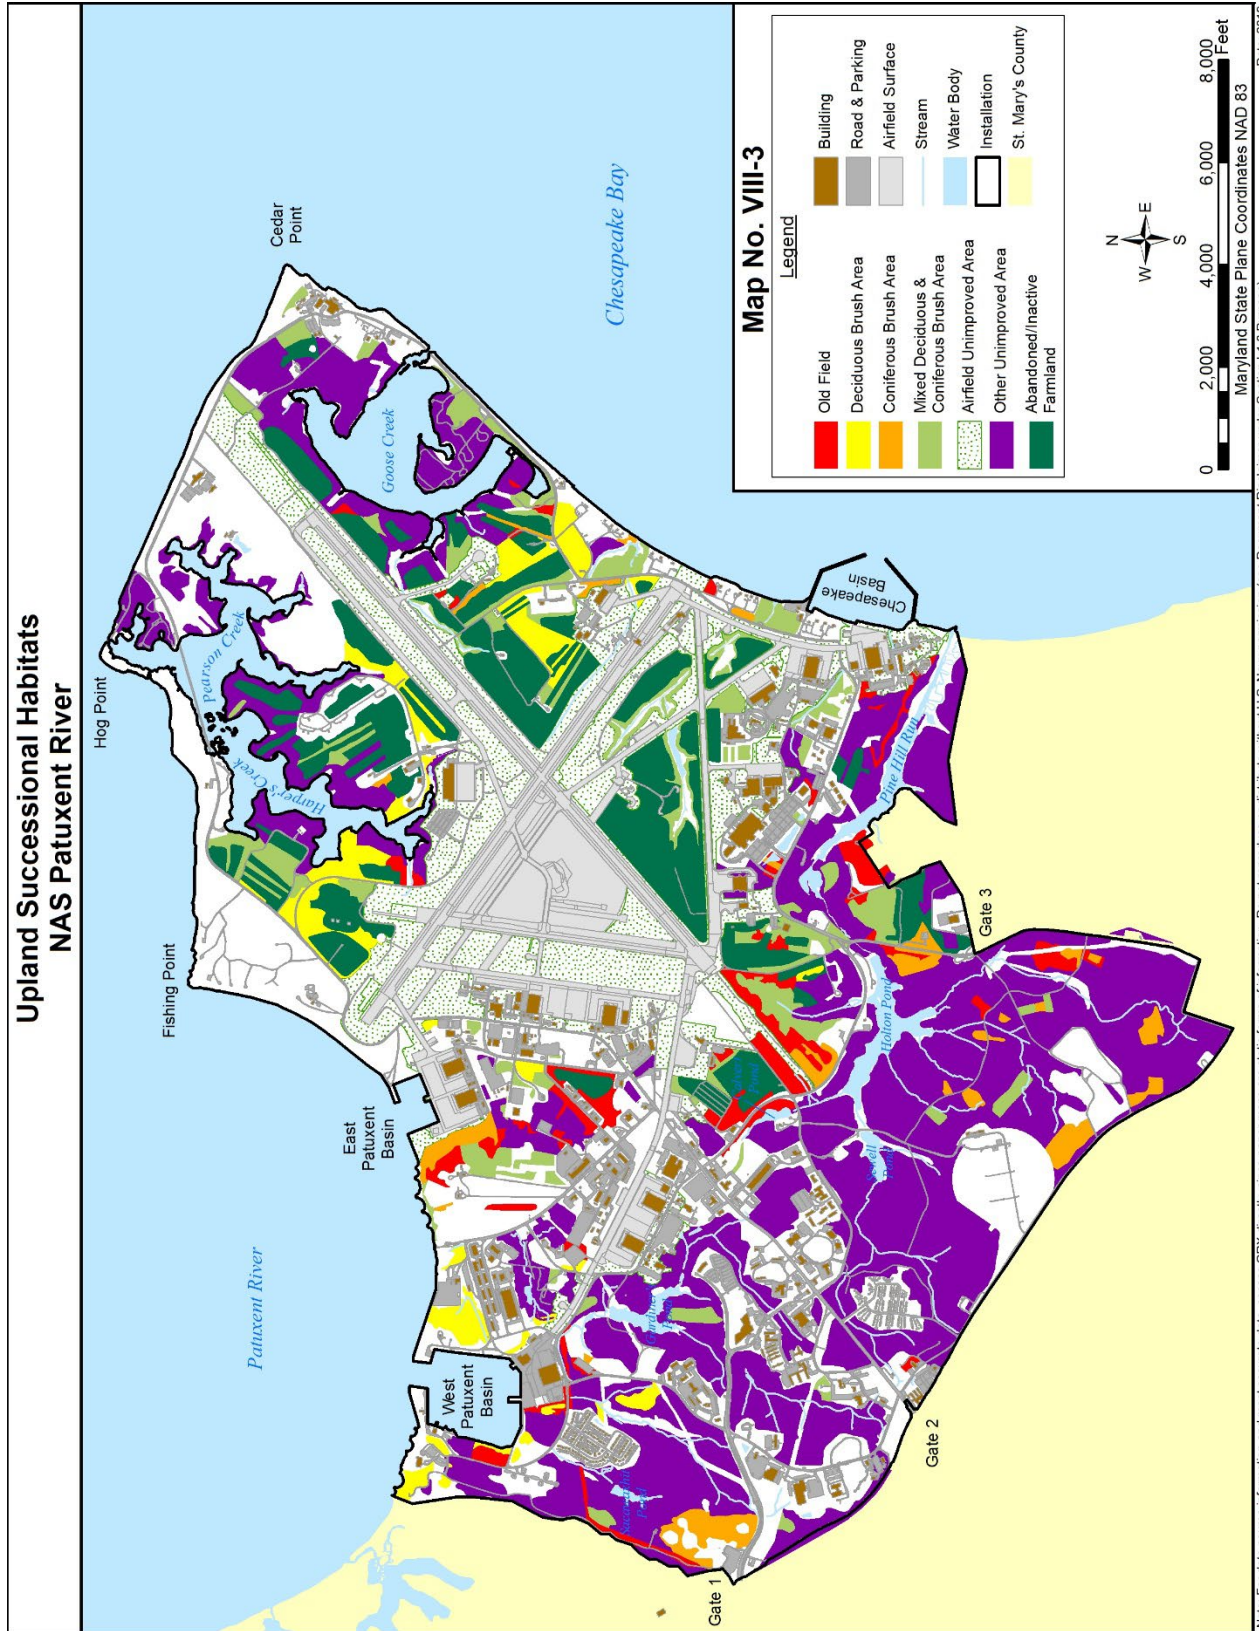 Upland Successional Habitats
NAS Patuxent River
Hog Point
Fishing Point
Cedar
Point
Pearson Creek
Harper's Creek
Goose Creek
Chesapeake Bay
Patuxent River
East
Patuxent
Basin
West
Patuxent
Basin
Chesapeake
Basin
Pine Hill Run
Holton Pond
Pond
Pond
Pond
Pond
Gate 1
Gate 2
Gate 3
Map No. VIII-3
Legend
Old Field
Deciduous Brush Area
Coniferous Brush Area
Mixed Deciduous &
Coniferous Brush Area
Airfield Unimproved Area
Other Unimproved Area
Abandoned/Inactive
Farmland
Building
Road & Parking
Airfield Surface
Stream
Water Body
Installation
St. Mary's County
N
W E
S
0 2,000 4,000 6,000 8,000
Feet
Maryland State Plane Coordinates NAD 83